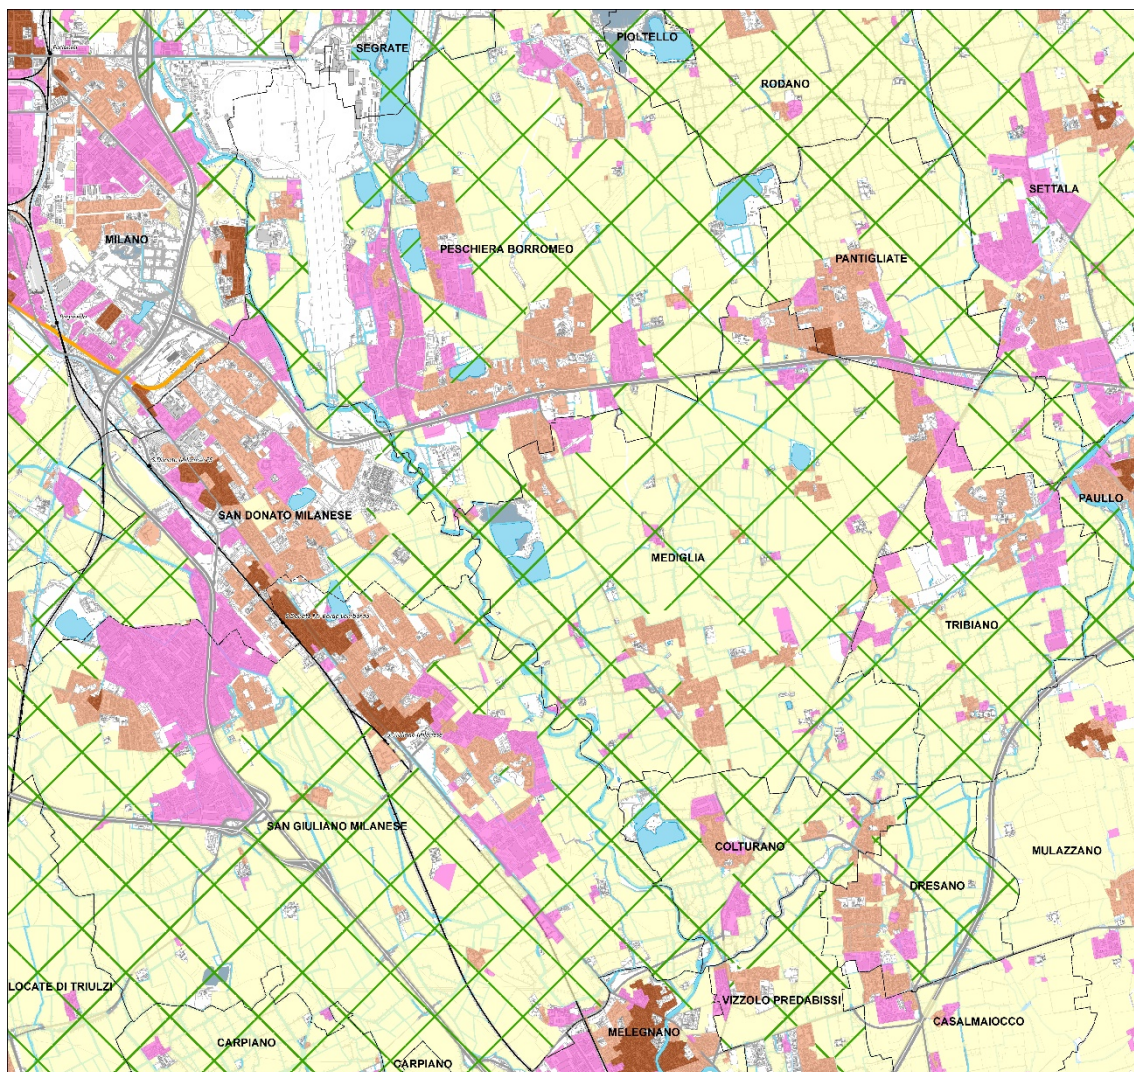 SEGRATE
PIOLTELLO
RODANO
SETTALA
MILANO
PESCHIERA BORROMEO
PANTIGLIATE
PAULLO
SAN DONATO MILANESE
MEDIGLIA
TRIBIANO
SAN GIULIANO MILANESE
COLTURANO
MULAZZANO
DRESANO
LOCATE DI TRIULZI
VIZZOLO PREDABISSI
CASALMAIOCCO
MELEGNANO
CARPIANO
CARPIANO